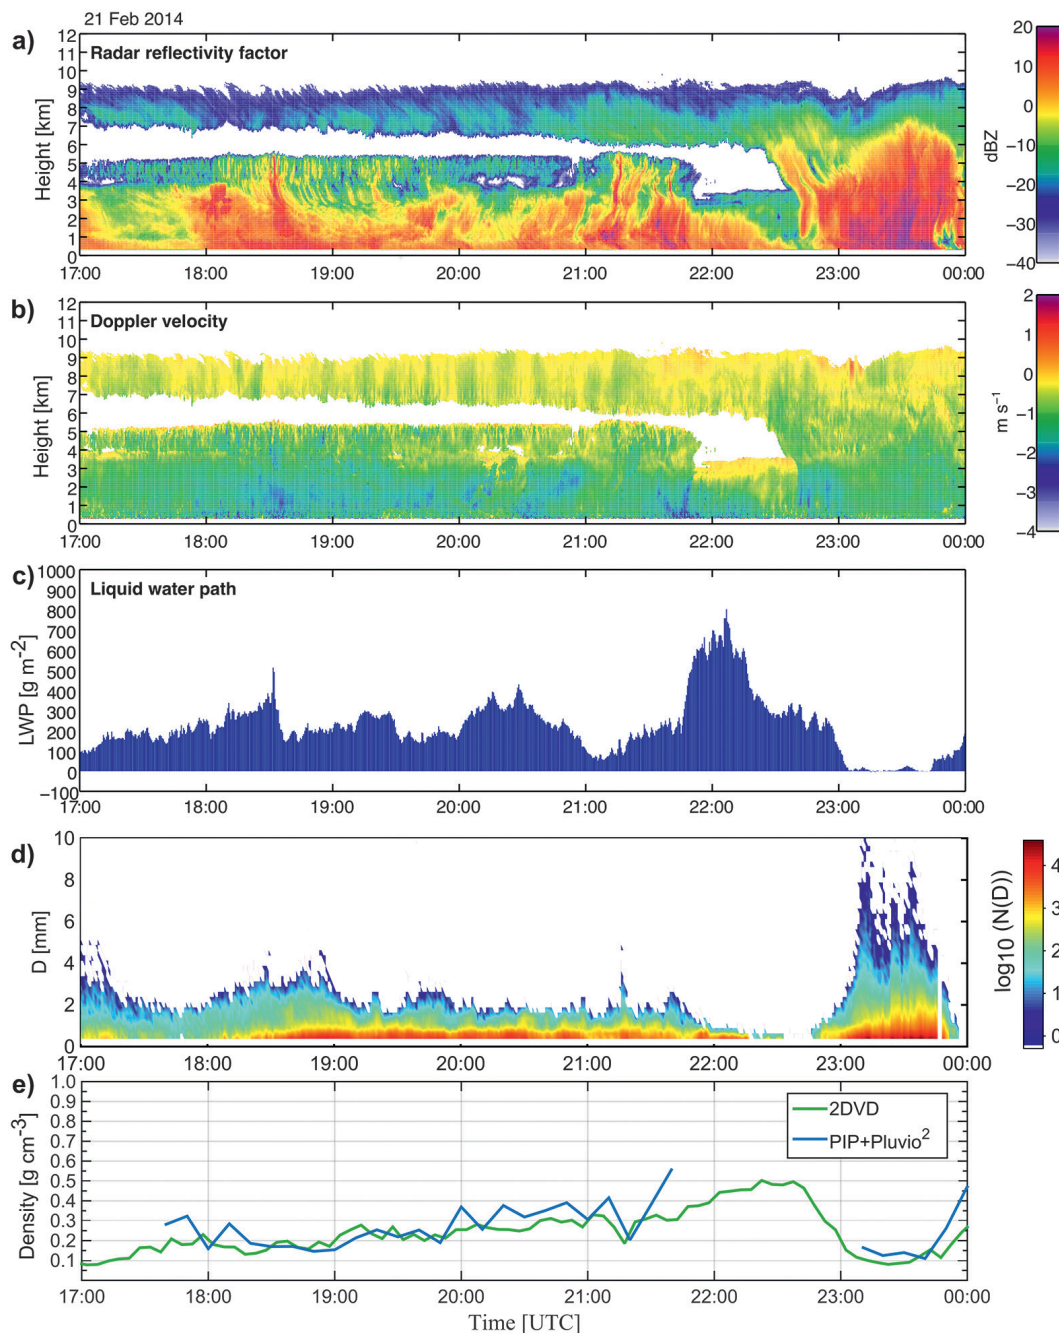 21 Feb 2014
a)
Radar reflectivity factor
12
11
10
9
8
7
6
5
4
3
2
1
0
Height [km]
17:00 18:00 19:00 20:00 21:00 22:00 23:00 00:00
20
10
0
−10
−20
−30
−40
dBZ
b)
Doppler velocity
12
11
10
9
8
7
6
5
4
3
2
1
0
Height [km]
17:00 18:00 19:00 20:00 21:00 22:00 23:00 00:00
2
1
0
−1
−2
−3
−4
m s⁻¹
c)
Liquid water path
1000
900
800
700
600
500
400
300
200
100
0
−100
LWP [g m⁻²]
17:00 18:00 19:00 20:00 21:00 22:00 23:00 00:00
d)
10
8
6
4
2
0
D [mm]
17:00 18:00 19:00 20:00 21:00 22:00 23:00 00:00
4
3
2
1
0
log10 (N(D))
e)
1.0
0.9
0.8
0.7
0.6
0.5
0.4
0.3
0.2
0.1
Density [g cm⁻³]
2DVD
PIP+Pluvio²
17:00 18:00 19:00 20:00 21:00 22:00 23:00 00:00
Time [UTC]